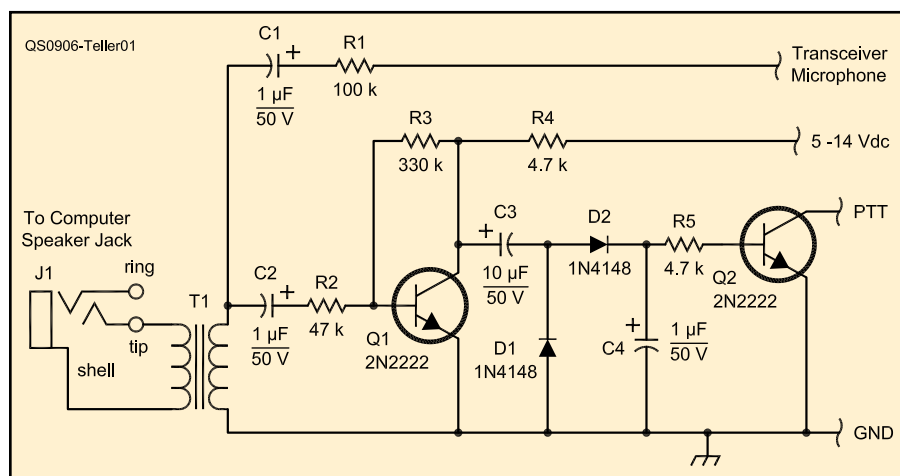 QS0906-Teller01
C1
+
1 µF
50 V
R1
100 k
Transceiver
Microphone
R3
330 k
R4
4.7 k
5 -14 Vdc
To Computer
Speaker Jack
J1
ring
tip
shell
T1
C2
+
1 µF
50 V
R2
47 k
Q1
2N2222
C3
+
10 µF
50 V
D2
1N4148
D1
1N4148
+
C4
1 µF
50 V
R5
4.7 k
Q2
2N2222
PTT
GND